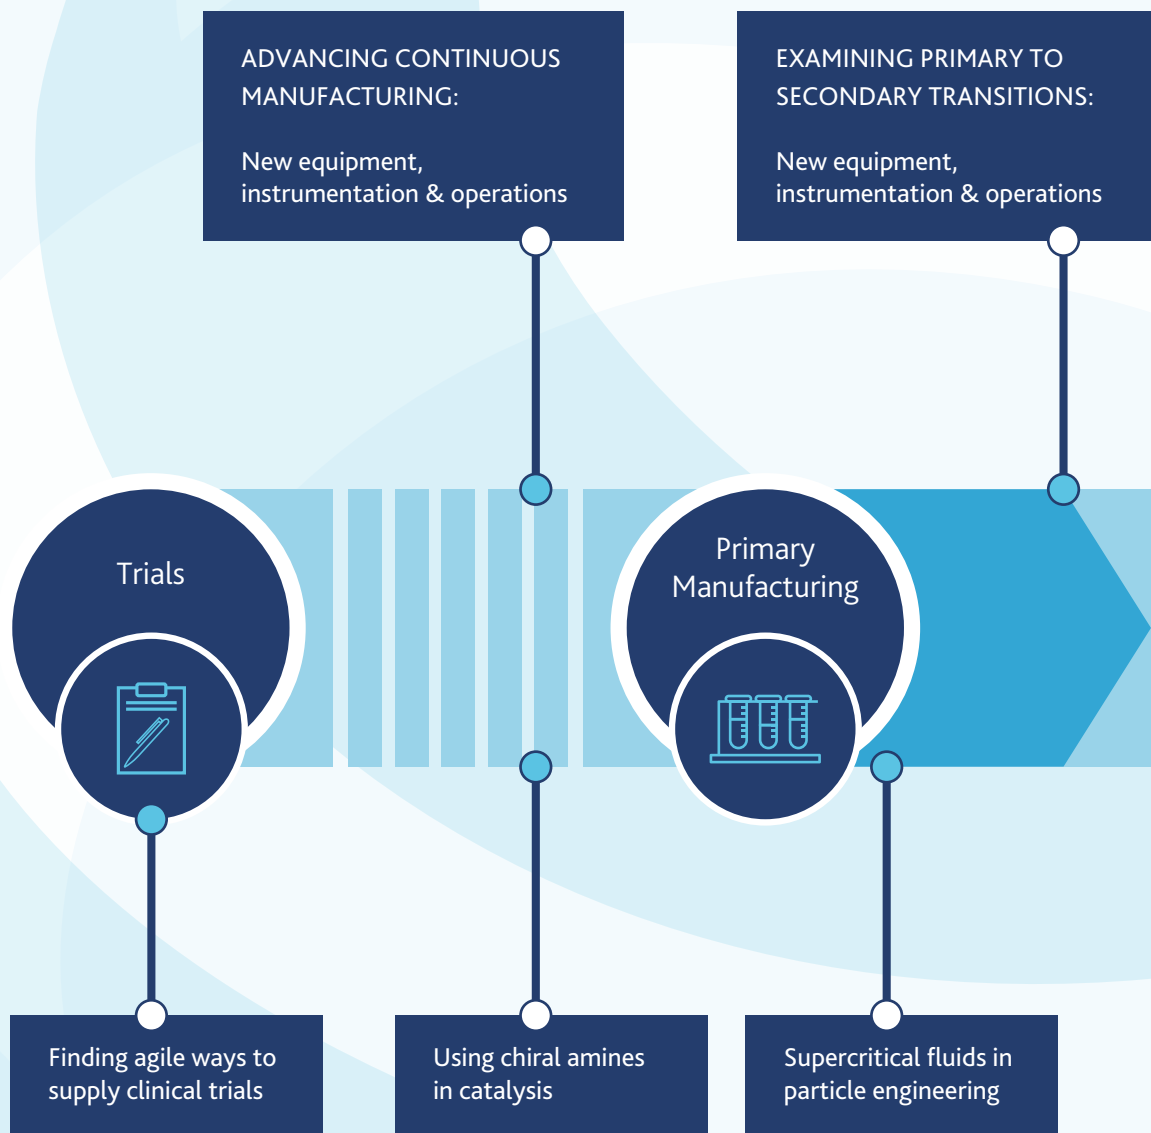 ADVANCING CONTINUOUS
MANUFACTURING:
New equipment,
instrumentation & operations
EXAMINING PRIMARY TO
SECONDARY TRANSITIONS:
New equipment,
instrumentation & operations
Trials
Primary
Manufacturing
Finding agile ways to
supply clinical trials
Using chiral amines
in catalysis
Supercritical fluids in
particle engineering